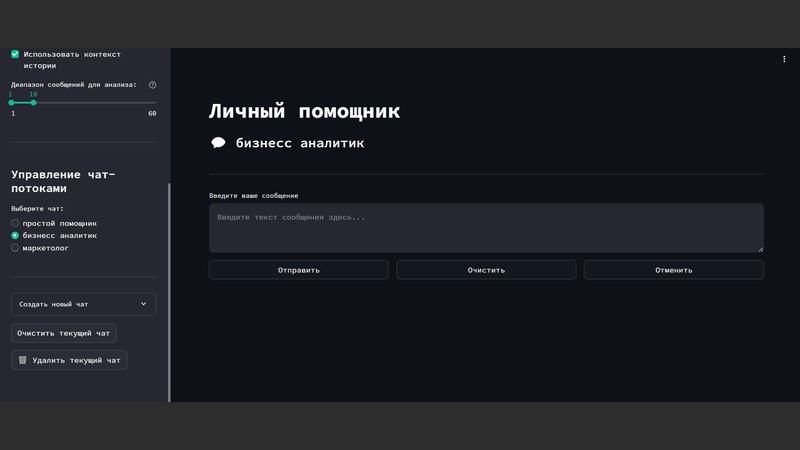 Использовать контекст
истории
Диапазон сообщений для анализа:
1 10
1 60
Управление чат-
потоками
Выберите чат:
простой помощник
бизнесс аналитик
маркетолог
Создать новый чат
Очистить текущий чат
Удалить текущий чат
Личный помощник
бизнесс аналитик
Введите ваше сообщение
Введите текст сообщения здесь...
Отправить
Очистить
Отменить